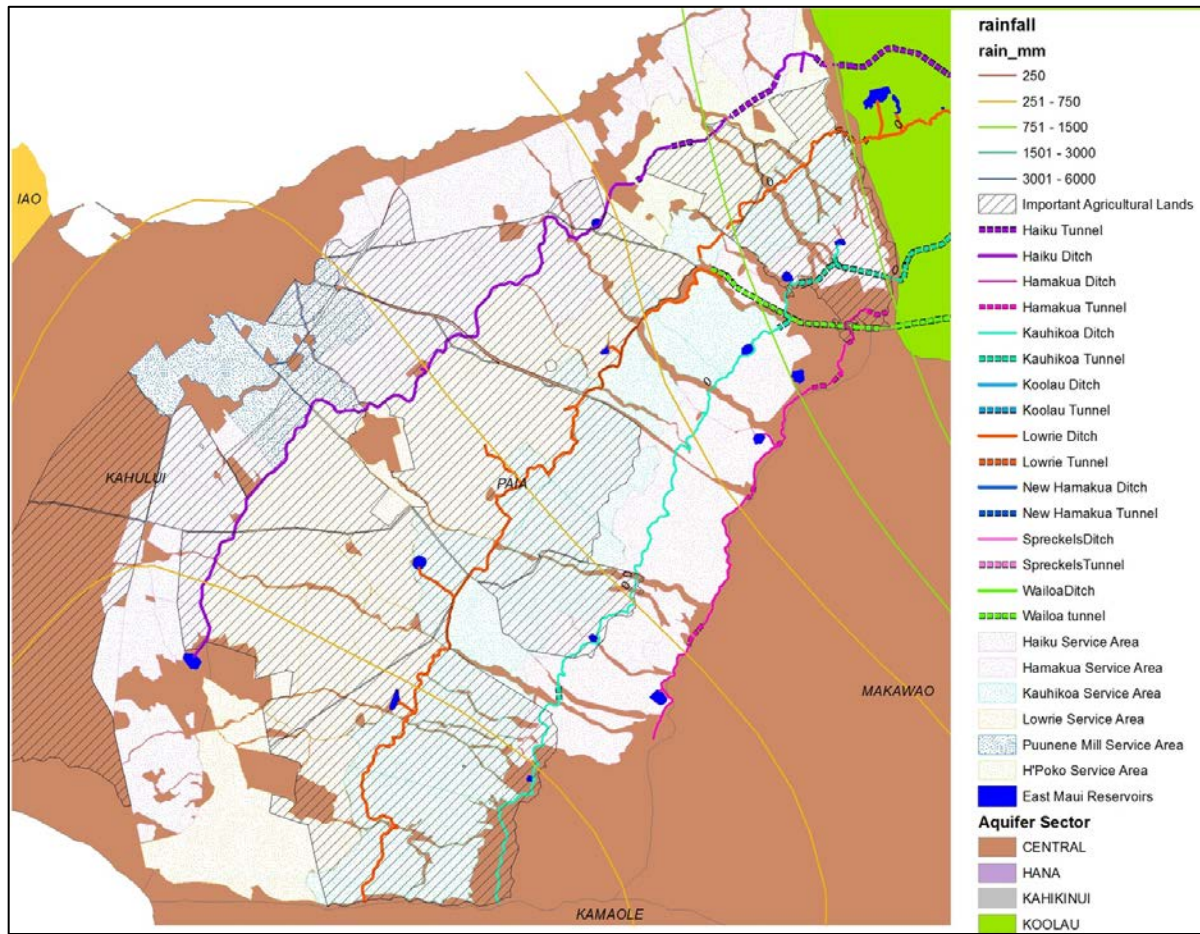 IAO
KAHULUI
PAIA
MAKAWAO
KAMAOLE
rainfall
rain_mm
250
251 - 750
751 - 1500
1501 - 3000
3001 - 6000
Important Agricultural Lands
Haiku Tunnel
Haiku Ditch
Hamakua Ditch
Hamakua Tunnel
Kauhikoa Ditch
Kauhikoa Tunnel
Koolau Ditch
Koolau Tunnel
Lowrie Ditch
Lowrie Tunnel
New Hamakua Ditch
New Hamakua Tunnel
SpreckelsDitch
SpreckelsTunnel
WailoaDitch
Wailoa tunnel
Haiku Service Area
Hamakua Service Area
Kauhikoa Service Area
Lowrie Service Area
Puunene Mill Service Area
H'Poko Service Area
East Maui Reservoirs
Aquifer Sector
CENTRAL
HANA
KAHIKINUI
KOOLAU